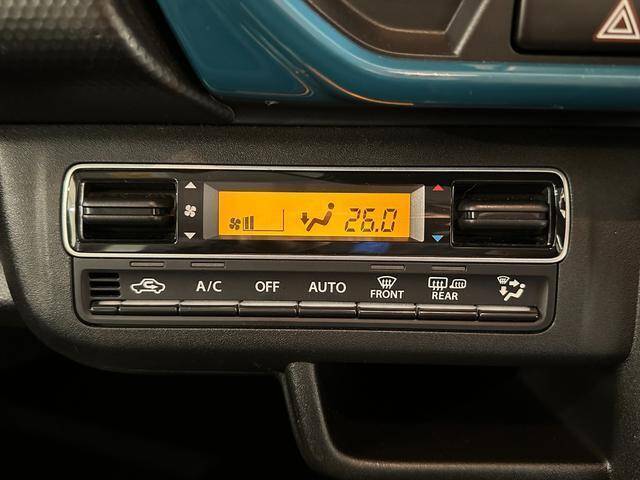 26.0
A/C OFF AUTO FRONT REAR